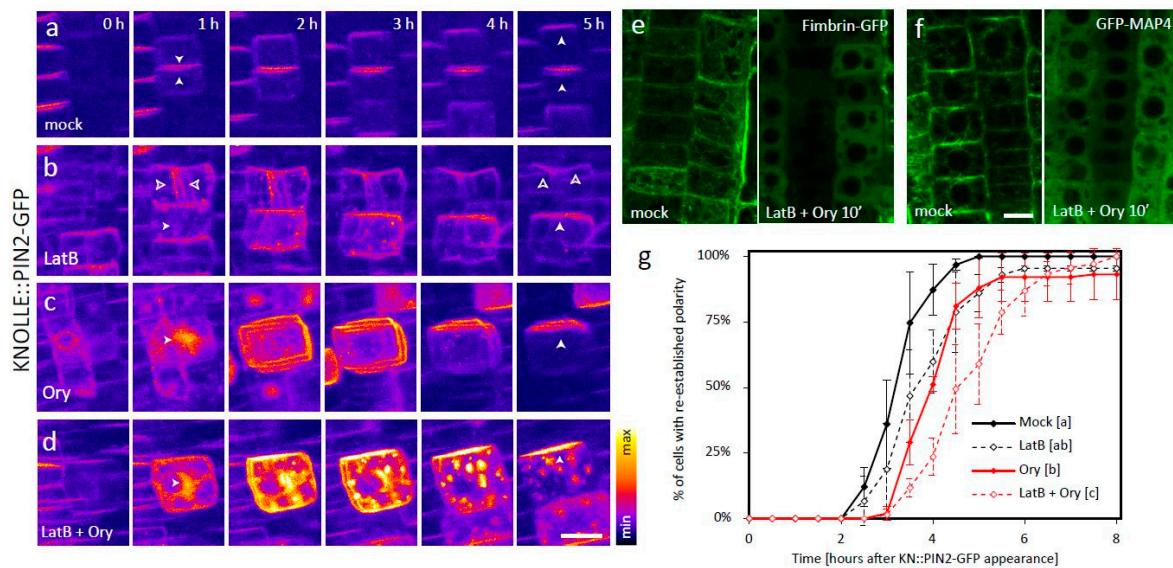 KNOLLE::PIN2-GFP
a
0 h
1 h
2 h
3 h
4 h
5 h
mock
b
LatB
c
Ory
d
LatB + Ory
max
min
e
Fimbrin-GFP
mock
LatB + Ory 10'
f
GFP-MAP4
mock
LatB + Ory 10'
g
100%
75%
50%
25%
0%
% of cells with re-established polarity
Mock [a]
LatB [ab]
Ory [b]
LatB + Ory [c]
0
2
4
6
8
Time [hours after KN::PIN2-GFP appearance]